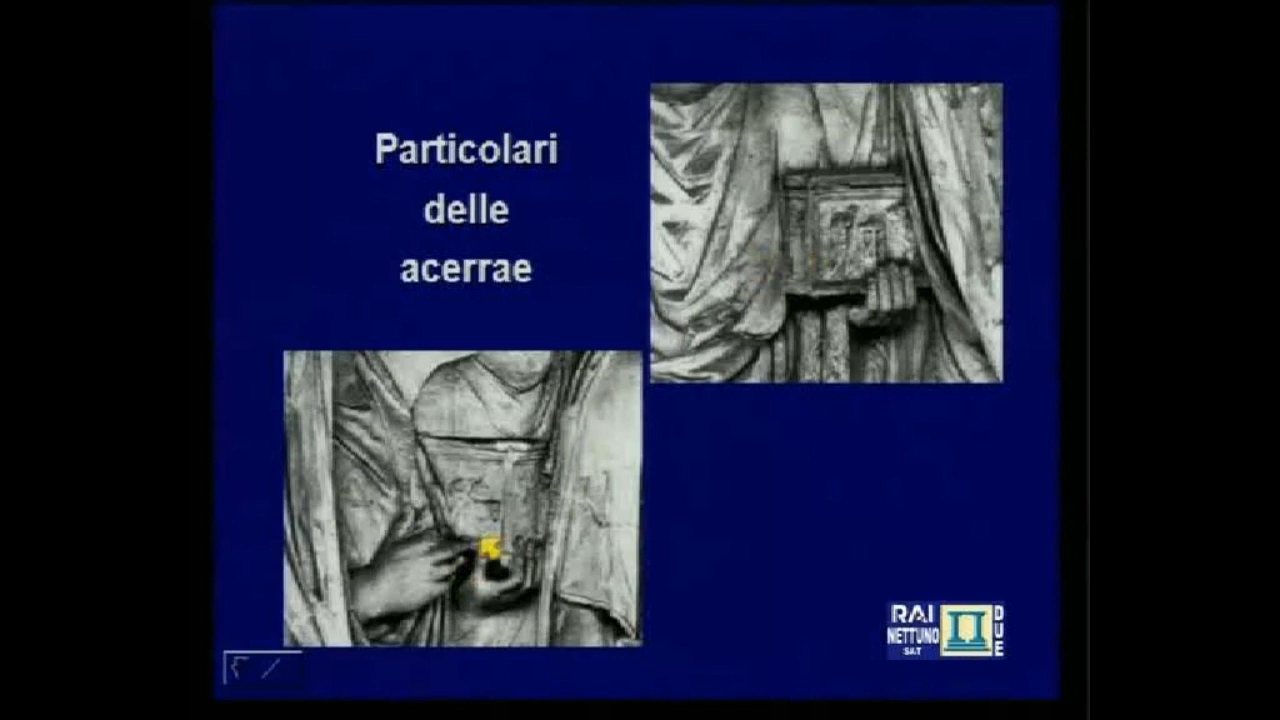 Particolari
delle
acerrae
RAI
NETTUNO
SAT
DUE